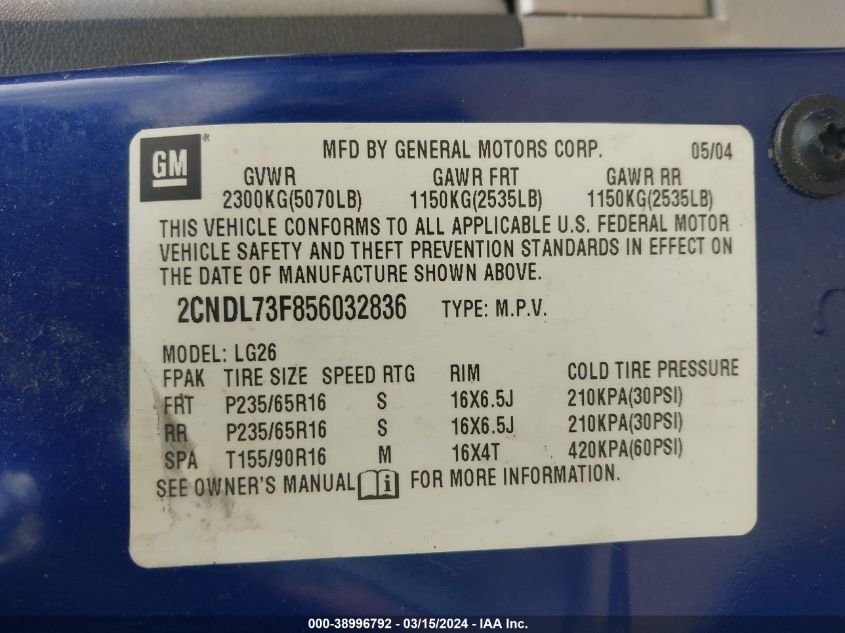 GM®
MFD BY GENERAL MOTORS CORP. 05/04
GVWR GAWR FRT GAWR RR
2300KG(5070LB) 1150KG(2535LB) 1150KG(2535LB)
THIS VEHICLE CONFORMS TO ALL APPLICABLE U.S. FEDERAL MOTOR
VEHICLE SAFETY AND THEFT PREVENTION STANDARDS IN EFFECT ON
THE DATE OF MANUFACTURE SHOWN ABOVE.
2CNDL73F856032836 TYPE: M.P.V.
MODEL: LG26
FPAK TIRE SIZE SPEED RTG RIM COLD TIRE PRESSURE
FRT P235/65R16 S 16X6.5J 210KPA(30PSI)
RR P235/65R16 S 16X6.5J 210KPA(30PSI)
SPA T155/90R16 M 16X4T 420KPA(60PSI)
SEE OWNER'S MANUAL i FOR MORE INFORMATION.
000-38996792 - 03/15/2024 - IAA Inc.